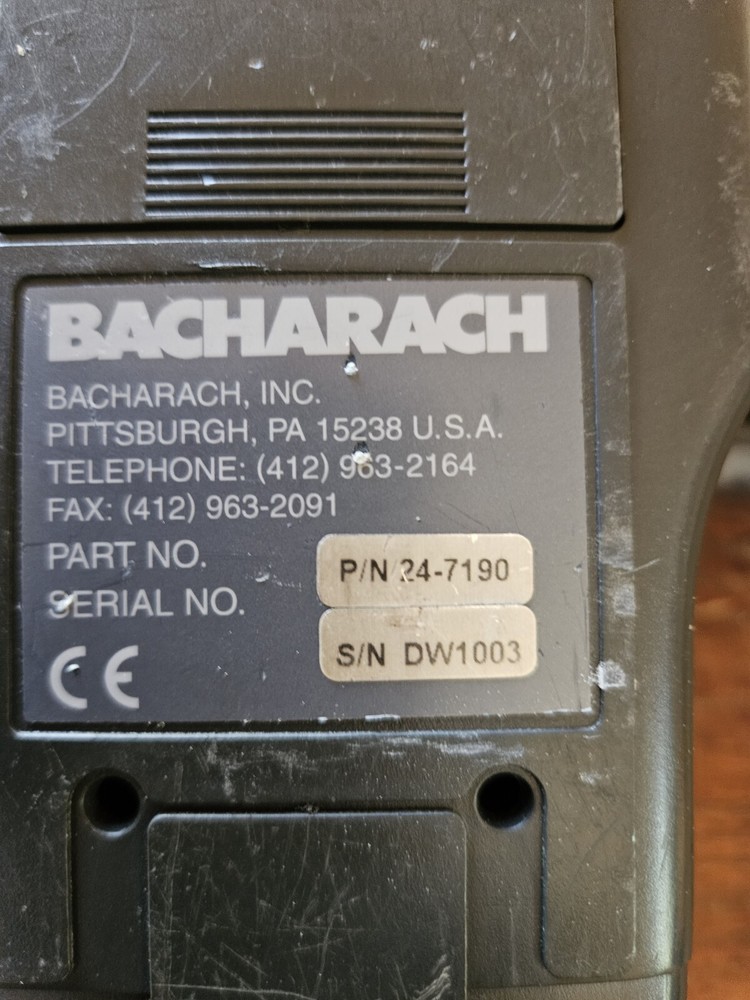 BACHARACH
BACHARACH, INC.
PITTSBURGH, PA 15238 U.S.A.
TELEPHONE: (412) 963-2164
FAX: (412) 963-2091
PART NO. P/N 24-7190
SERIAL NO. S/N DW1003
CE